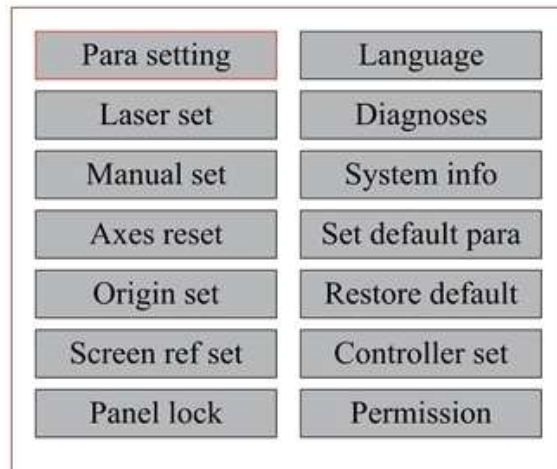 Para setting
Language
Laser set
Diagnoses
Manual set
System info
Axes reset
Set default para
Origin set
Restore default
Screen ref set
Controller set
Panel lock
Permission